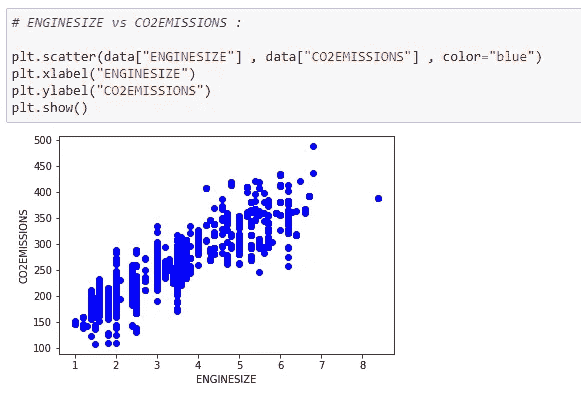 # ENGINESIZE vs CO2EMISSIONS :
plt.scatter(data["ENGINESIZE"] , data["CO2EMISSIONS"] , color="blue")
plt.xlabel("ENGINESIZE")
plt.ylabel("CO2EMISSIONS")
plt.show()
500
450
400
350
300
250
200
150
100
CO2EMISSIONS
1 2 3 4 5 6 7 8
ENGINESIZE